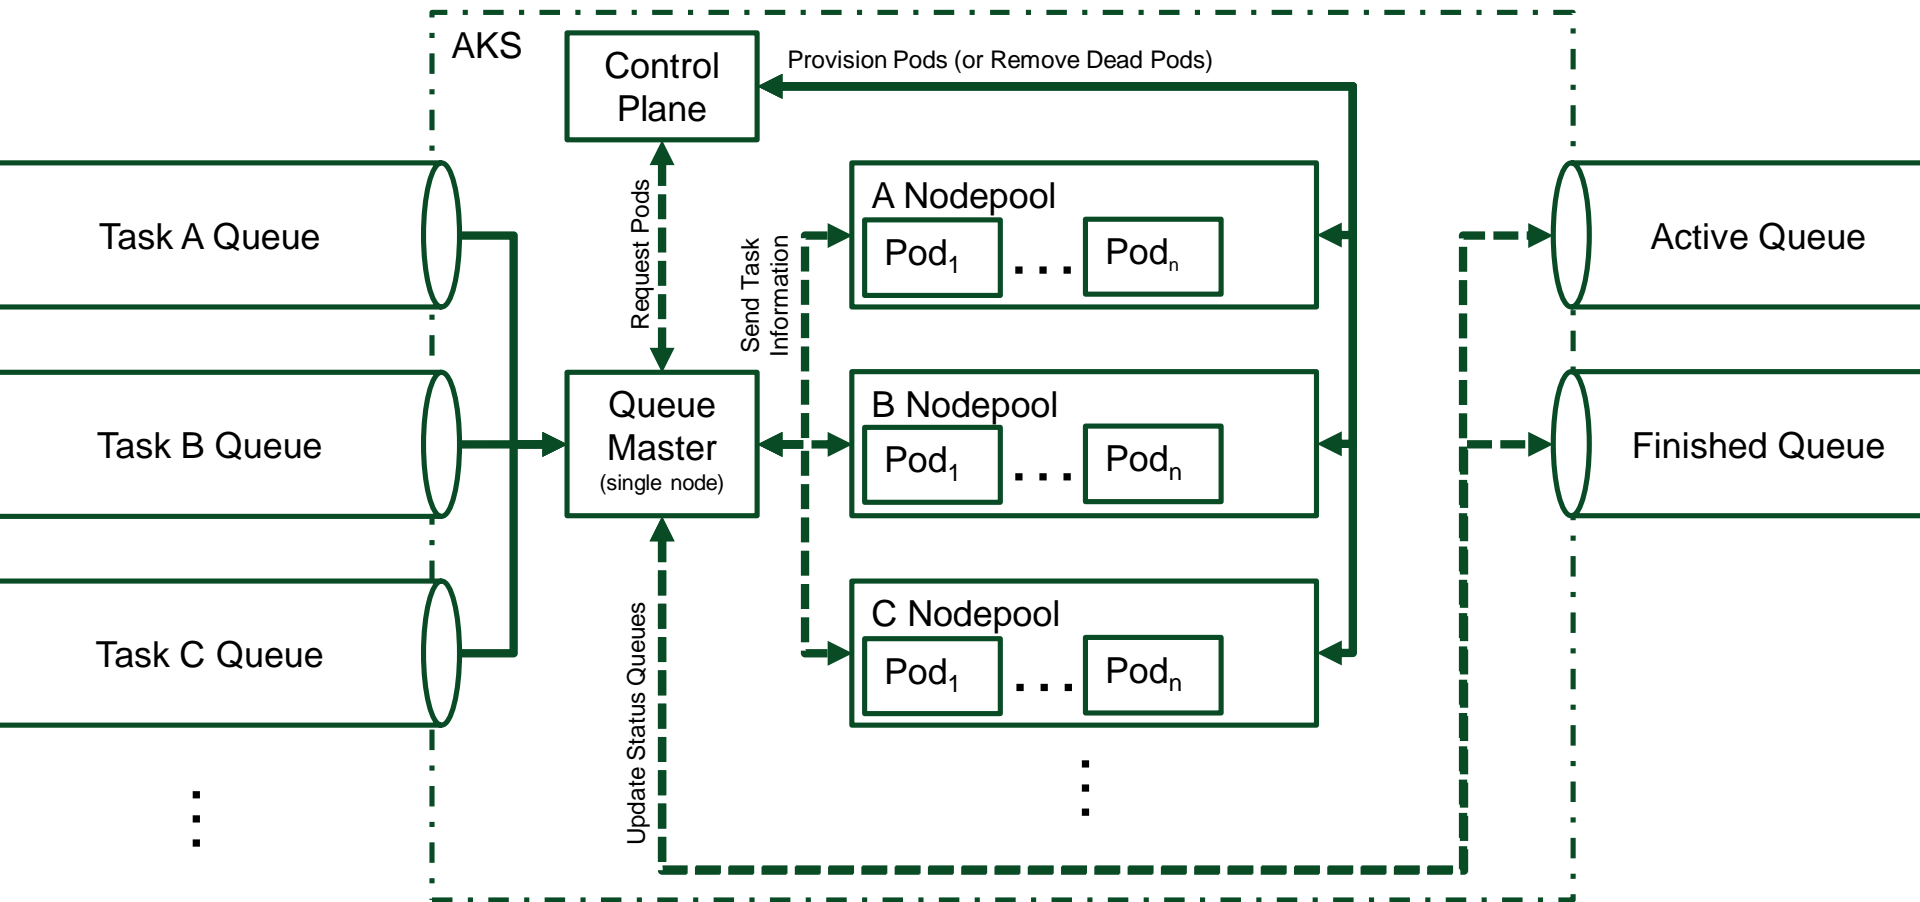 AKS
Control
Plane
Provision Pods (or Remove Dead Pods)
Request Pods
Task A Queue
Task B Queue
Task C Queue
Queue
Master
(single node)
Send Task
Information
Update Status Queues
A Nodepool
Pod1
. . .
Podn
B Nodepool
Pod1
. . .
Podn
C Nodepool
Pod1
. . .
Podn
Active Queue
Finished Queue